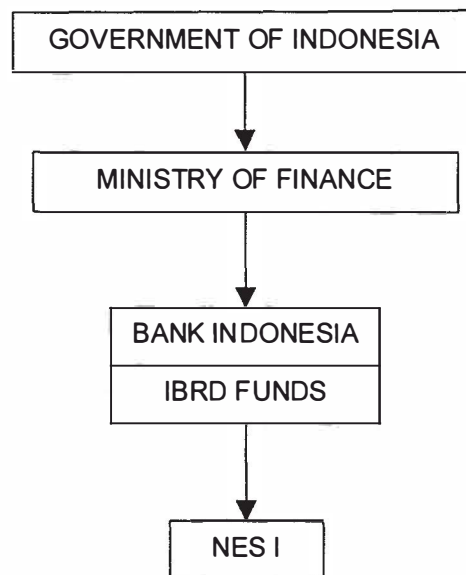 GOVERNMENT OF INDONESIA
MINISTRY OF FINANCE
BANK INDONESIA
IBRD FUNDS
NES I